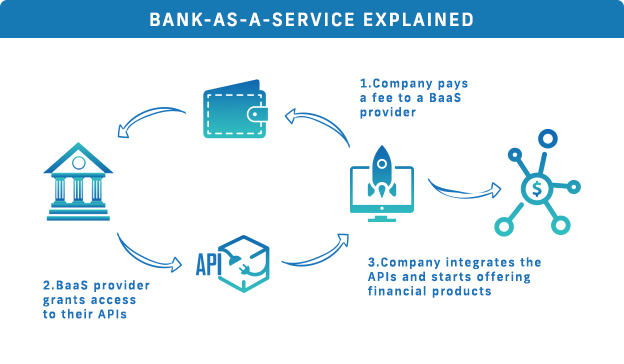 BANK-AS-A-SERVICE EXPLAINED
1.Company pays
a fee to a BaaS
provider
API
$
2.BaaS provider
grants access
to their APIs
3.Company integrates the
APIs and starts offering
financial products